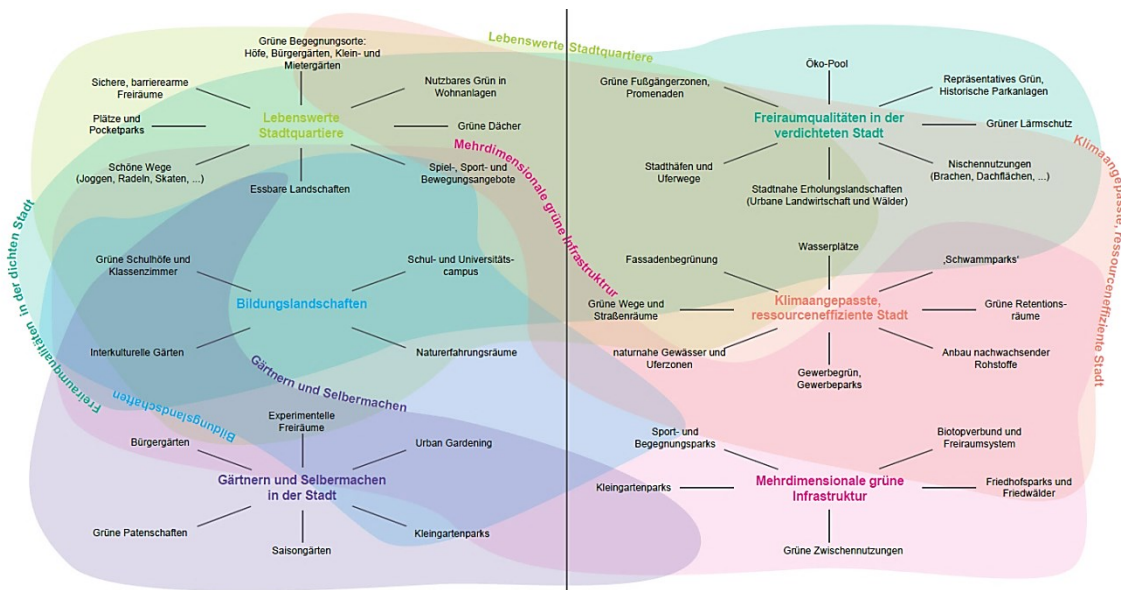 Grüne Begegnungsorte:
Höfe, Bürgergärten, Klein- und
Mietergärten
Sichere, barrierearme
Freiräume
Nutzbares Grün in
Wohnanlagen
Plätze und
Pocketparks
Lebenswerte
Stadtquartiere
Grüne Dächer
Schöne Wege
(Joggen, Radeln, Skaten, ...)
Essbare Landschaften
Spiel-, Sport- und
Bewegungsangebote
Grüne Schulhöfe und
Klassenzimmer
Schul- und Universitäts-
campus
Bildungslandschaften
Interkulturelle Gärten
Naturerfahrungsräume
Experimentelle
Freiräume
Bürgergärten
Urban Gardening
Gärtnern und Selbermachen
in der Stadt
Grüne Patenschaften
Saisongärten
Kleingartenparks
Freiraumqualitäten in der dichten Stadt
Bildungslandschaften
Gärtnern und Selbermachen
Mehrdimensionale grüne Infrastruktrur
Lebenswerte Stadtquartiere
Öko-Pool
Grüne Fußgängerzonen,
Promenaden
Repräsentatives Grün,
Historische Parkanlagen
Freiraumqualitäten in der
verdichteten Stadt
Grüner Lärmschutz
Stadthäfen und
Uferwege
Stadtnahe Erholungslandschaften
(Urbane Landwirtschaft und Wälder)
Nischennutzungen
(Brachen, Dachflächen, ...)
Wasserplätze
Fassadenbegrünung
‚Schwammparks‘
Grüne Wege und
Straßenräume
Klimaangepasste,
ressourceneffiziente Stadt
Grüne Retentions-
räume
naturnahe Gewässer und
Uferzonen
Gewerbegrün,
Gewerbeparks
Anbau nachwachsender
Rohstoffe
Sport- und
Begegnungsparks
Biotopverbund und
Freiraumsystem
Kleingartenparks
Mehrdimensionale grüne
Infrastruktur
Friedhofsparks und
Friedwälder
Grüne Zwischennutzungen
Klimaangepasste, ressourceneffiziente Stadt